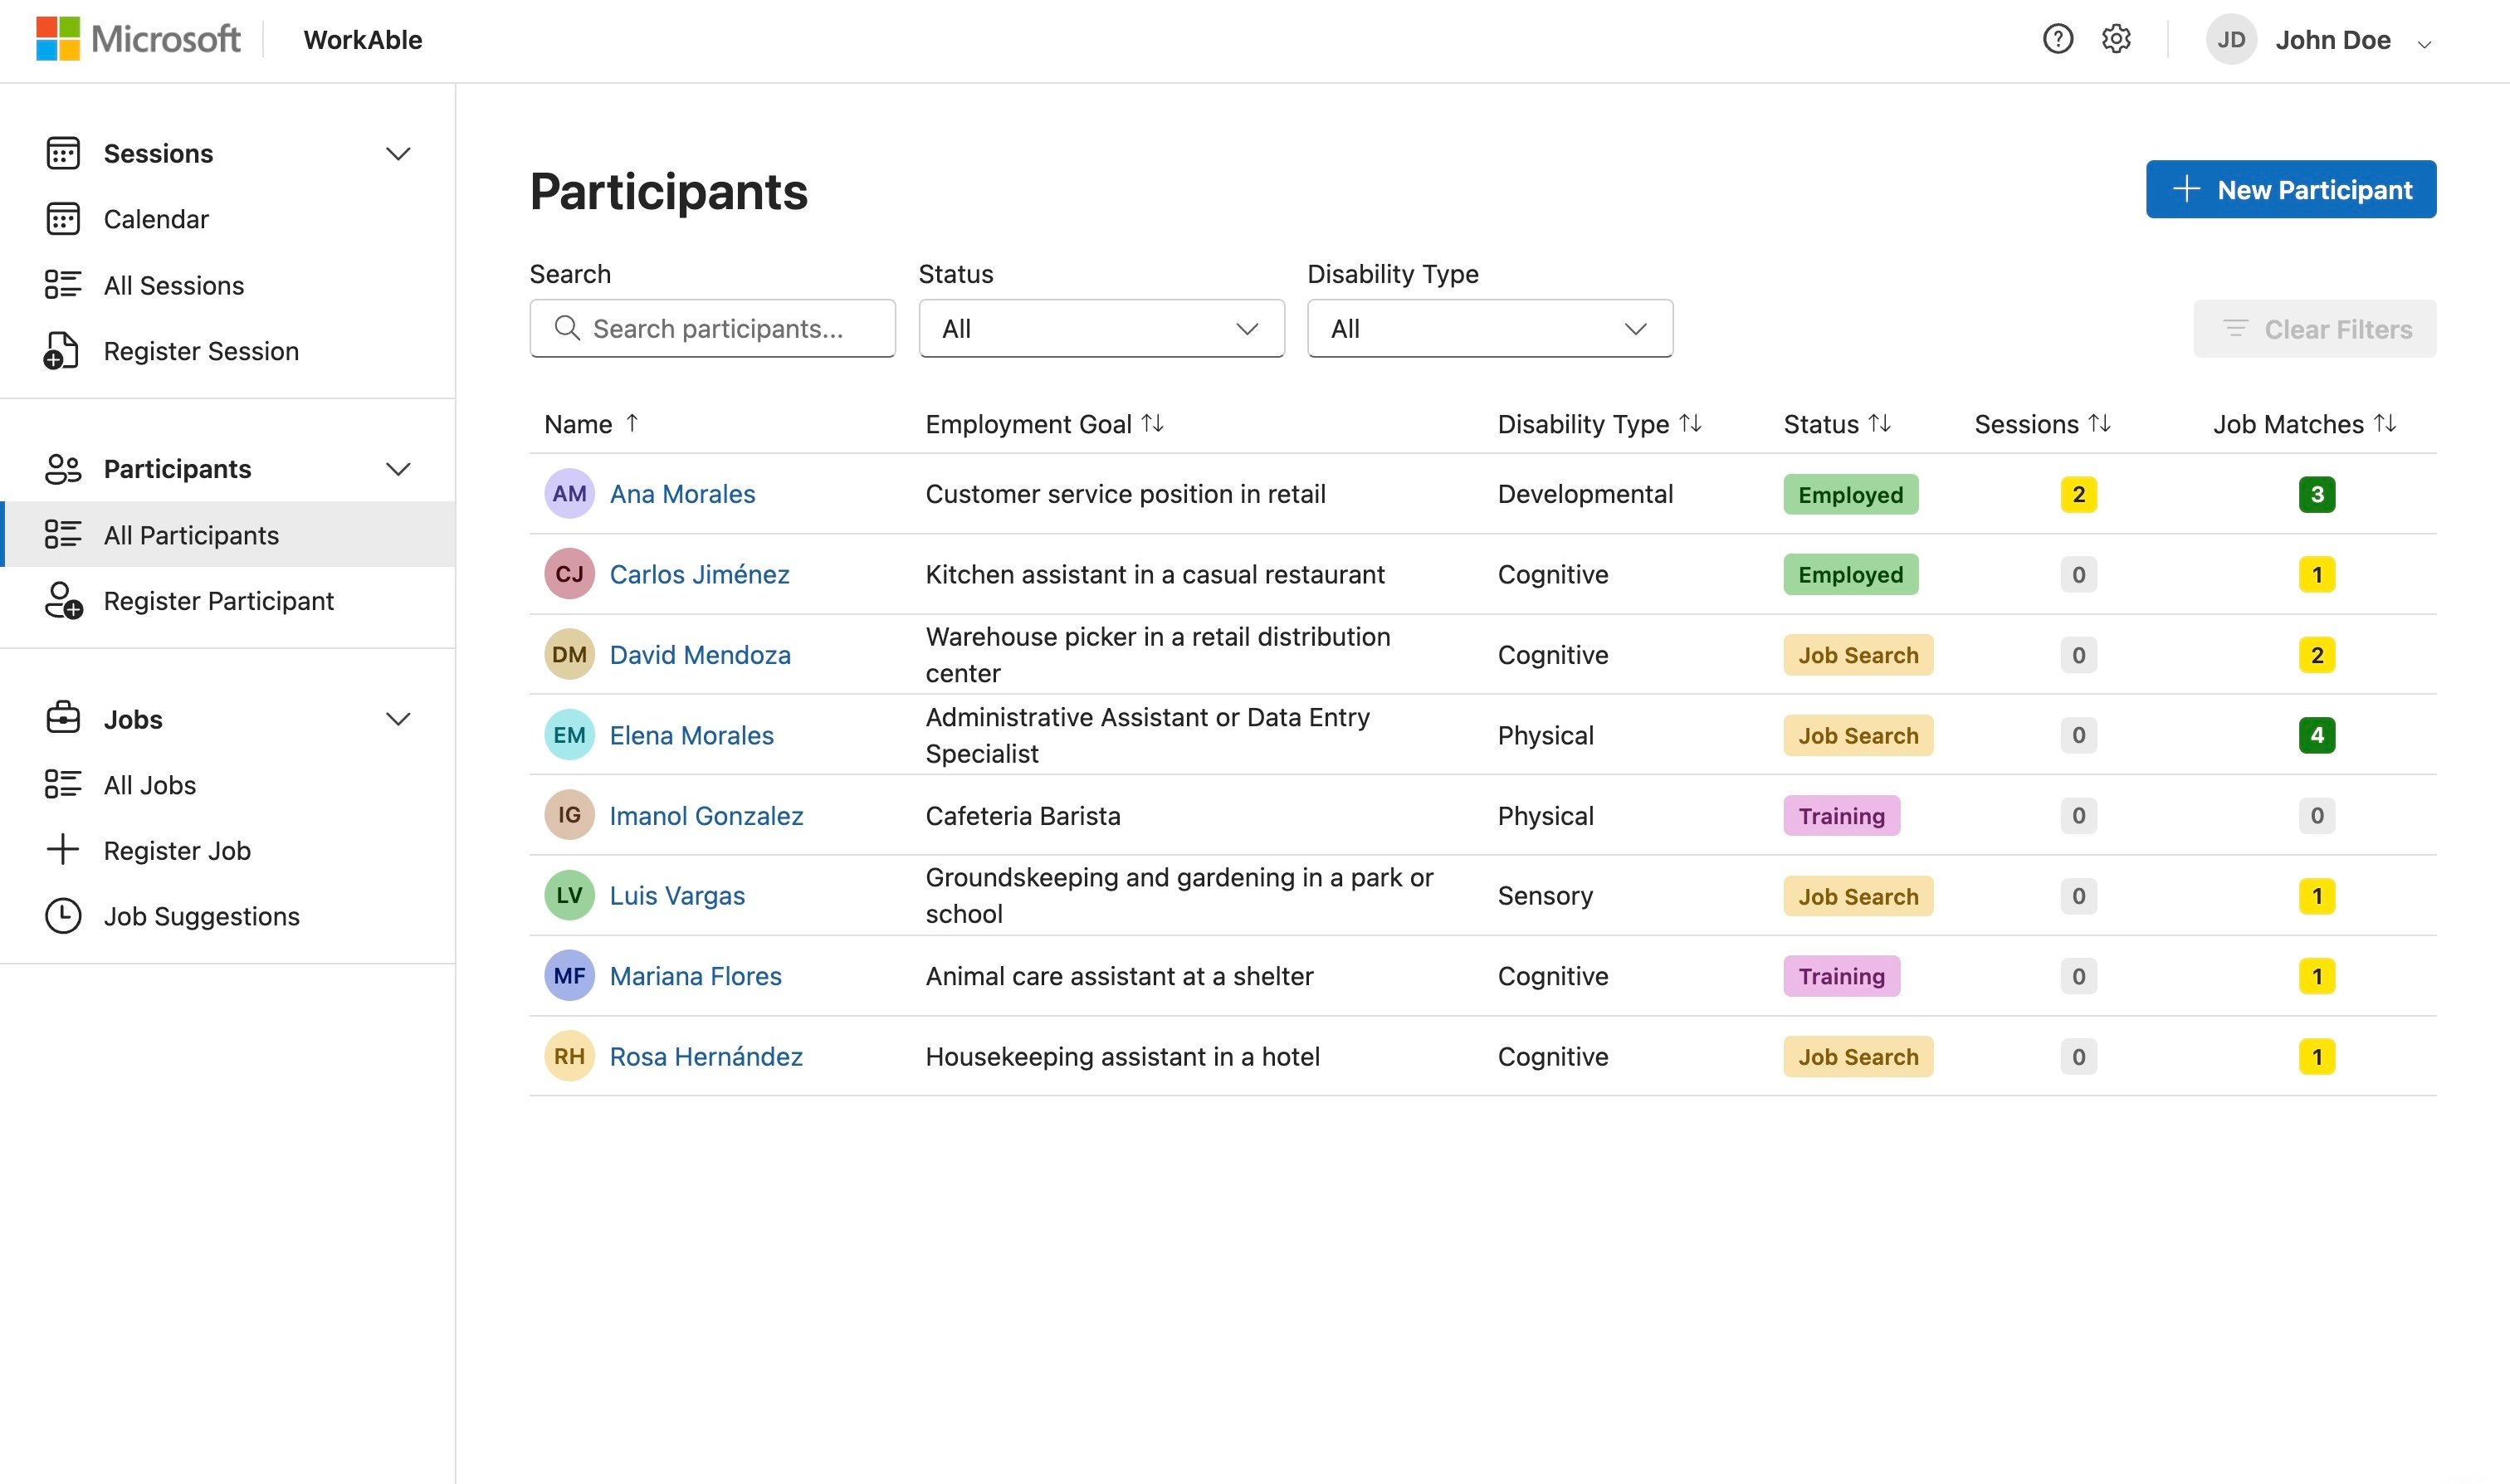 Microsoft
WorkAble
JD
John Doe
Sessions
Calendar
All Sessions
Register Session
Participants
All Participants
Register Participant
Jobs
All Jobs
Register Job
Job Suggestions
Participants
New Participant
Search
Status
Disability Type
Search participants...
All
All
Clear Filters
Name ↑ Employment Goal ↑↓ Disability Type ↑↓ Status ↑↓ Sessions ↑↓ Job Matches ↑↓
AM Ana Morales Customer service position in retail Developmental Employed 2 3
CJ Carlos Jiménez Kitchen assistant in a casual restaurant Cognitive Employed 0 1
DM David Mendoza Warehouse picker in a retail distribution
center Cognitive Job Search 0 2
EM Elena Morales Administrative Assistant or Data Entry
Specialist Physical Job Search 0 4
IG Imanol Gonzalez Cafeteria Barista Physical Training 0 0
LV Luis Vargas Groundskeeping and gardening in a park or
school Sensory Job Search 0 1
MF Mariana Flores Animal care assistant at a shelter Cognitive Training 0 1
RH Rosa Hernández Housekeeping assistant in a hotel Cognitive Job Search 0 1